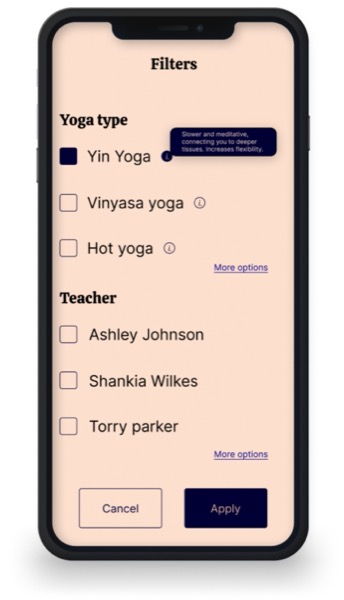 Filters
Yoga type
Slower and meditative,
connecting you to deeper
tissues. Increases flexibility.
Yin Yoga
Vinyasa yoga
Hot yoga
More options
Teacher
Ashley Johnson
Shankia Wilkes
Torry parker
More options
Cancel
Apply